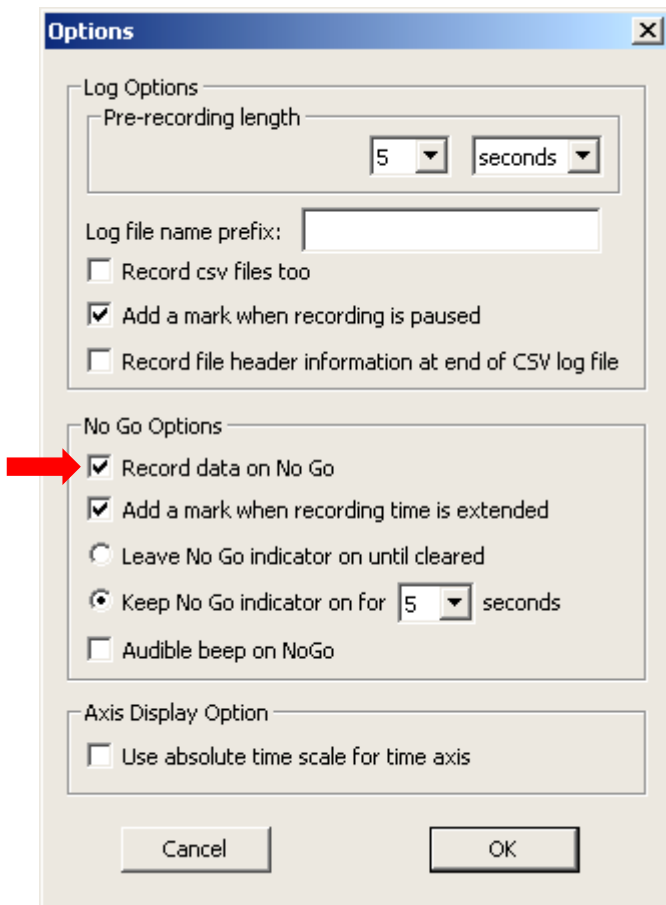 Options
Log Options
Pre-recording length
5 seconds
Log file name prefix:
Record csv files too
Add a mark when recording is paused
Record file header information at end of CSV log file
No Go Options
Record data on No Go
Add a mark when recording time is extended
Leave No Go indicator on until cleared
Keep No Go indicator on for 5 seconds
Audible beep on NoGo
Axis Display Option
Use absolute time scale for time axis
Cancel OK